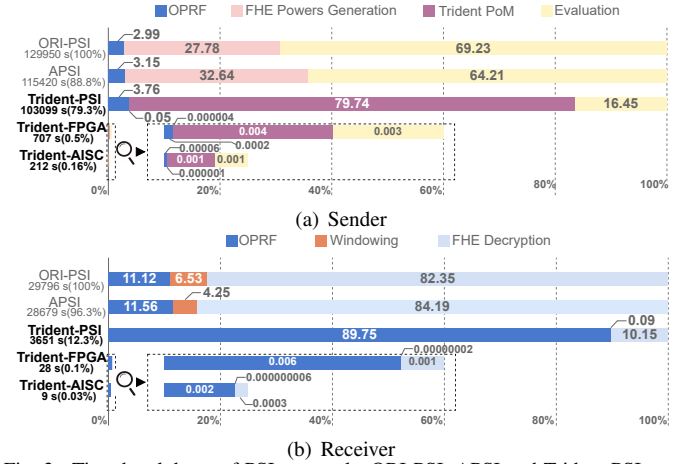 OPRF FHE Powers Generation Trident PoM Evaluation
2.99
ORI-PSI 27.78 69.23
129950 s(100%)
3.15
APSI 32.64 64.21
115420 s(88.8%)
3.76
Trident-PSI 79.74 16.45
103099 s(79.3%)
0.05 0.000004
Trident-FPGA 0.004 0.003
707 s(0.5%)
0.00006 0.0002
Trident-AISC 0.001 0.001
212 s(0.16%)
0.000001
0% 20% 40% 60% 80% 100%
(a) Sender
OPRF Windowing FHE Decryption
ORI-PSI 11.12 6.53 82.35
29796 s(100%)
4.25
APSI 11.56 84.19
28679 s(96.3%)
0.09
Trident-PSI 89.75 10.15
3651 s(12.3%)
0.00000002
Trident-FPGA 0.006 0.001
28 s(0.1%)
0.000000006
Trident-AISC 0.002
9 s(0.03%)
0.0003
0% 20% 40% 60% 80% 100%
(b) Receiver